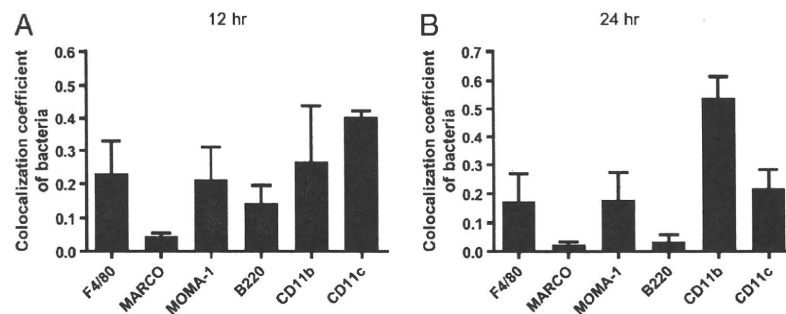 A
12 hr
Colocalization coefficient
of bacteria
0.6
0.5
0.4
0.3
0.2
0.1
0.0
F4/80
MARCO
MOMA-1
B220
CD11b
CD11c
B
24 hr
Colocalization coefficient
of bacteria
0.7
0.6
0.5
0.4
0.3
0.2
0.1
0.0
F4/80
MARCO
MOMA-1
B220
CD11b
CD11c